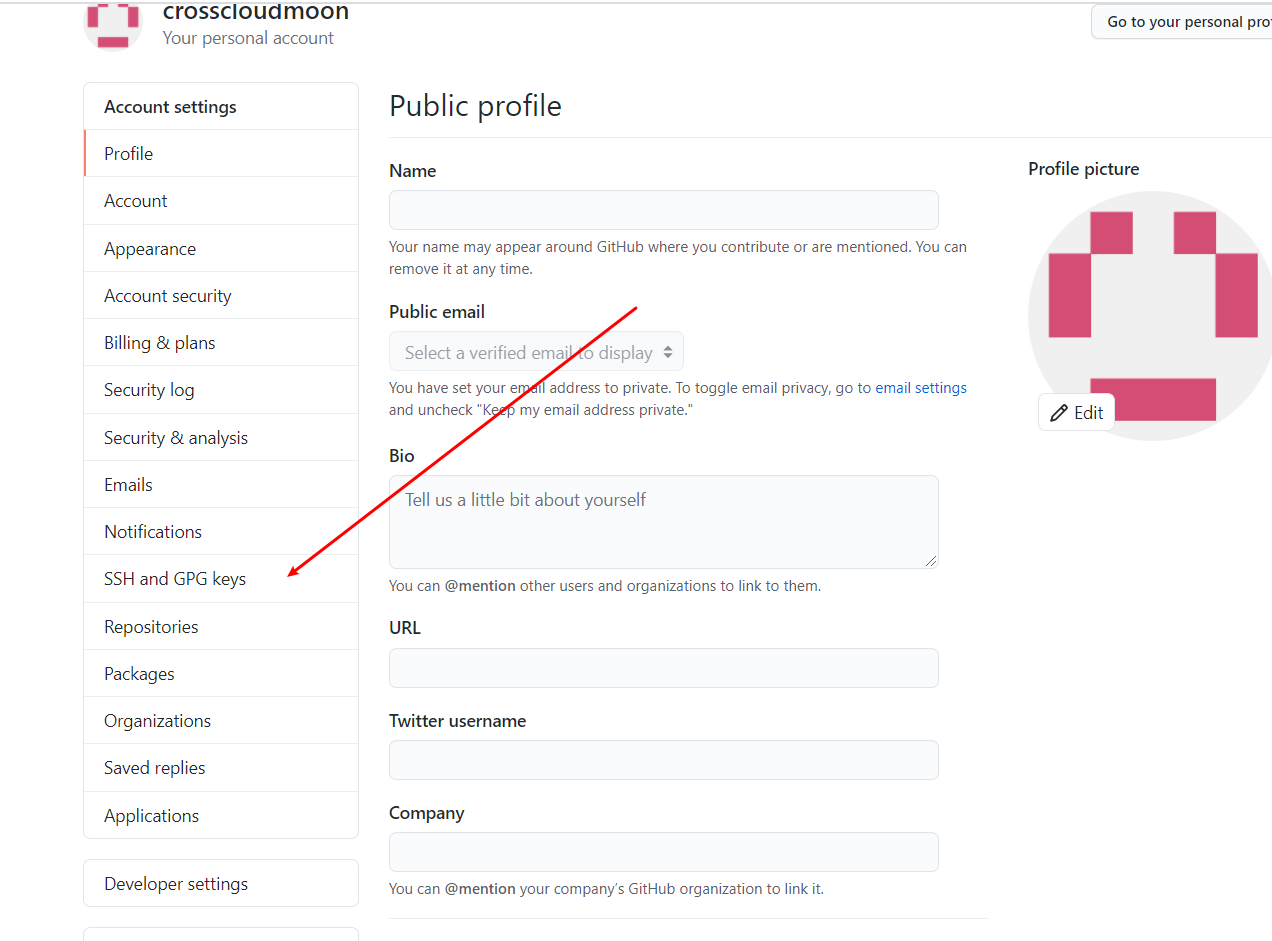 crosscloudmoon
Your personal account
Go to your personal
Account settings
Profile
Account
Appearance
Account security
Billing & plans
Security log
Security & analysis
Emails
Notifications
SSH and GPG keys
Repositories
Packages
Organizations
Saved replies
Applications
Developer settings
Public profile
Name
Your name may appear around GitHub where you contribute or are mentioned. You can
remove it at any time.
Public email
Select a verified email to display
You have set your email address to private. To toggle email privacy, go to email settings
and uncheck "Keep my email address private."
Bio
Tell us a little bit about yourself
You can @mention other users and organizations to link to them.
URL
Twitter username
Company
You can @mention your company's GitHub organization to link it.
Profile picture
Edit